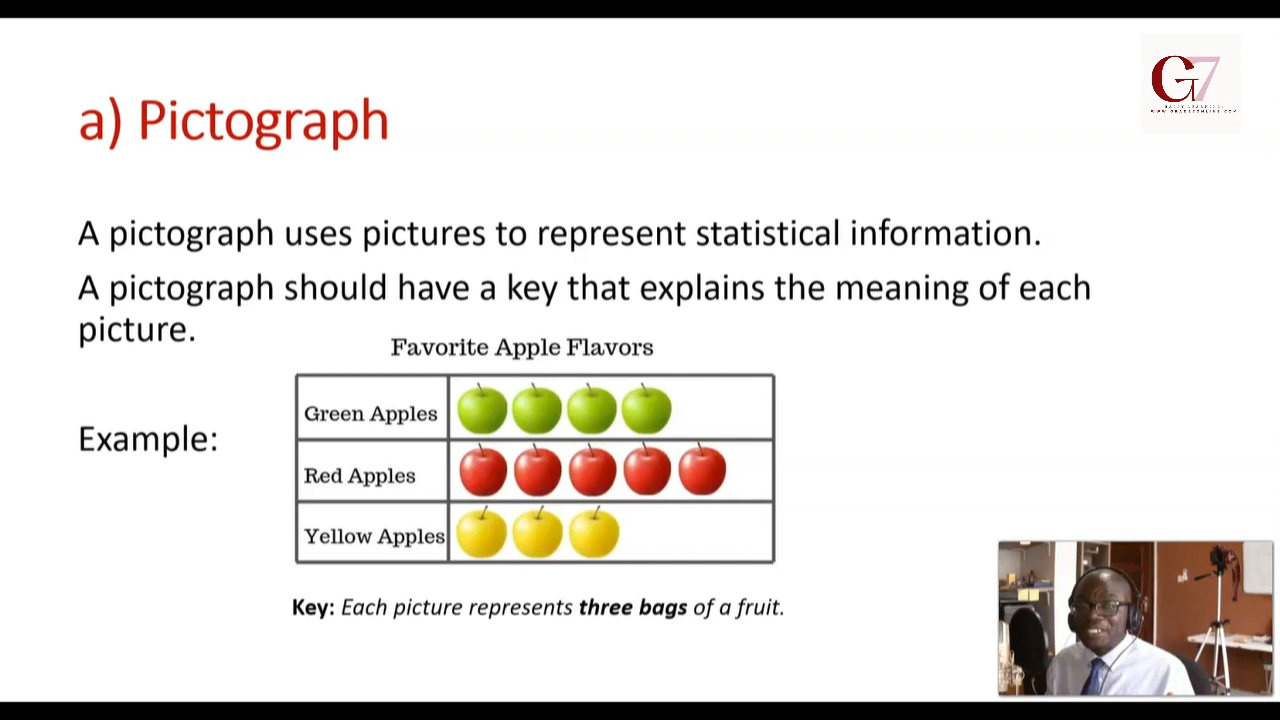 G7
a) Pictograph
A pictograph uses pictures to represent statistical information.
A pictograph should have a key that explains the meaning of each
picture.
Favorite Apple Flavors
Green Apples
Example:
Red Apples
Yellow Apples
Key: Each picture represents three bags of a fruit.